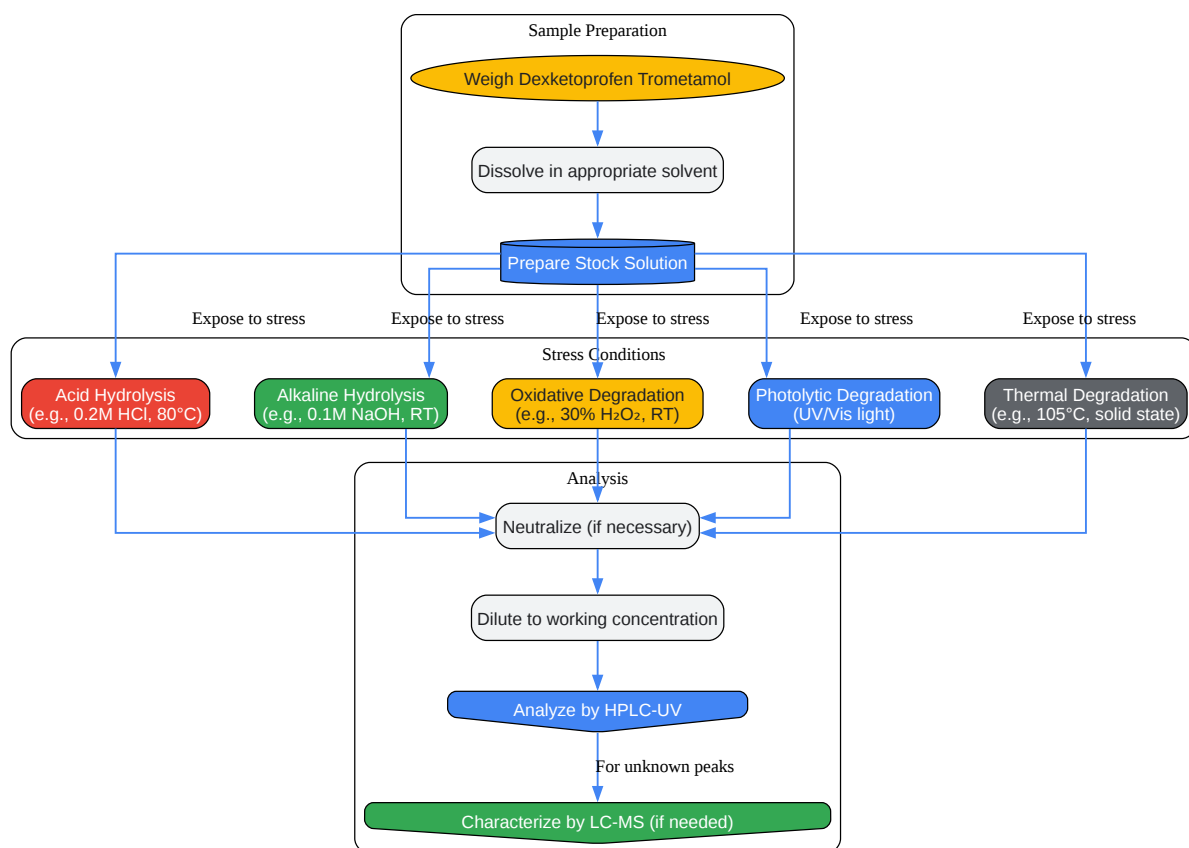 Sample Preparation
Weigh Dexketoprofen Trometamol
Dissolve in appropriate solvent
Prepare Stock Solution
Expose to stress
Expose to stress
Expose to stress
Expose to stress
Expose to stress
Stress Conditions
Acid Hydrolysis
(e.g., 0.2M HCl, 80°C)
Alkaline Hydrolysis
(e.g., 0.1M NaOH, RT)
Oxidative Degradation
(e.g., 30% H₂O₂, RT)
Photolytic Degradation
(UV/Vis light)
Thermal Degradation
(e.g., 105°C, solid state)
Analysis
Neutralize (if necessary)
Dilute to working concentration
Analyze by HPLC-UV
For unknown peaks
Characterize by LC-MS (if needed)